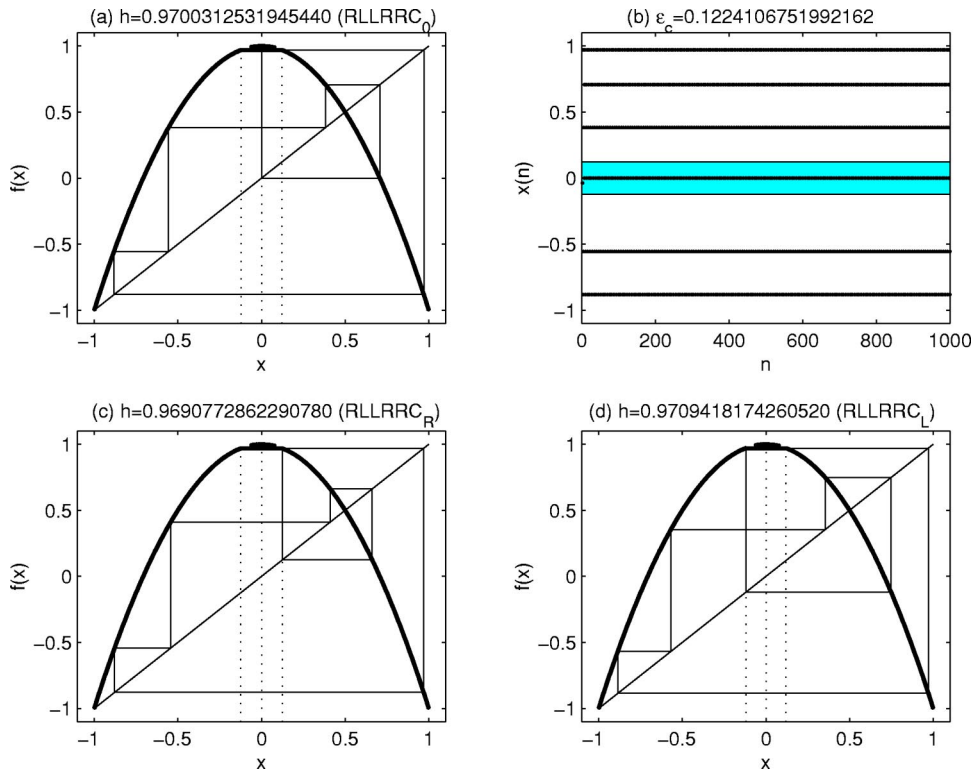 (a) h=0.9700312531945440 (RLLRRC₀)
1
0.5
0
−0.5
−1
f(x)
−1 −0.5 0 0.5 1
x
(b) ε_c=0.1224106751992162
1
0.5
0
−0.5
−1
x(n)
0 200 400 600 800 1000
n
(c) h=0.9690772862290780 (RLLRRC_R)
1
0.5
0
−0.5
−1
f(x)
−1 −0.5 0 0.5 1
x
(d) h=0.9709418174260520 (RLLRRC_L)
1
0.5
0
−0.5
−1
f(x)
−1 −0.5 0 0.5 1
x